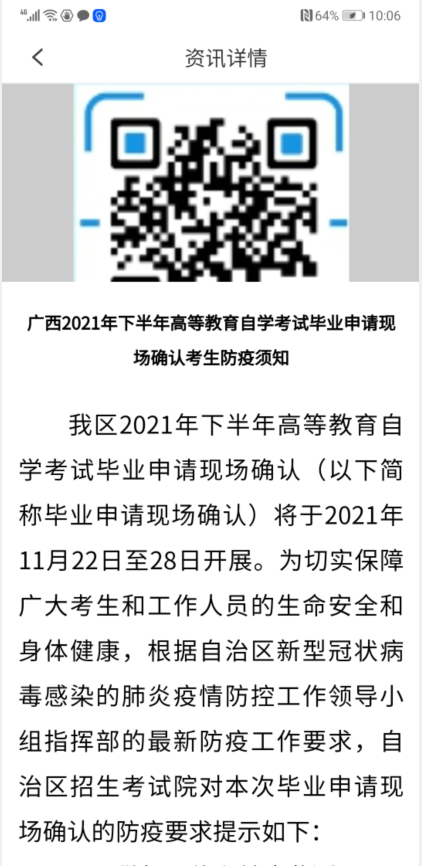 4G 64% 10:06
资讯详情
广西2021年下半年高等教育自学考试毕业申请现
场确认考生防疫须知
我区2021年下半年高等教育自
学考试毕业申请现场确认（以下简
称毕业申请现场确认）将于2021年
11月22日至28日开展。为切实保障
广大考生和工作人员的生命安全和
身体健康，根据自治区新型冠状病
毒感染的肺炎疫情防控工作领导小
组指挥部的最新防疫工作要求，自
治区招生考试院对本次毕业申请现
场确认的防疫要求提示如下：